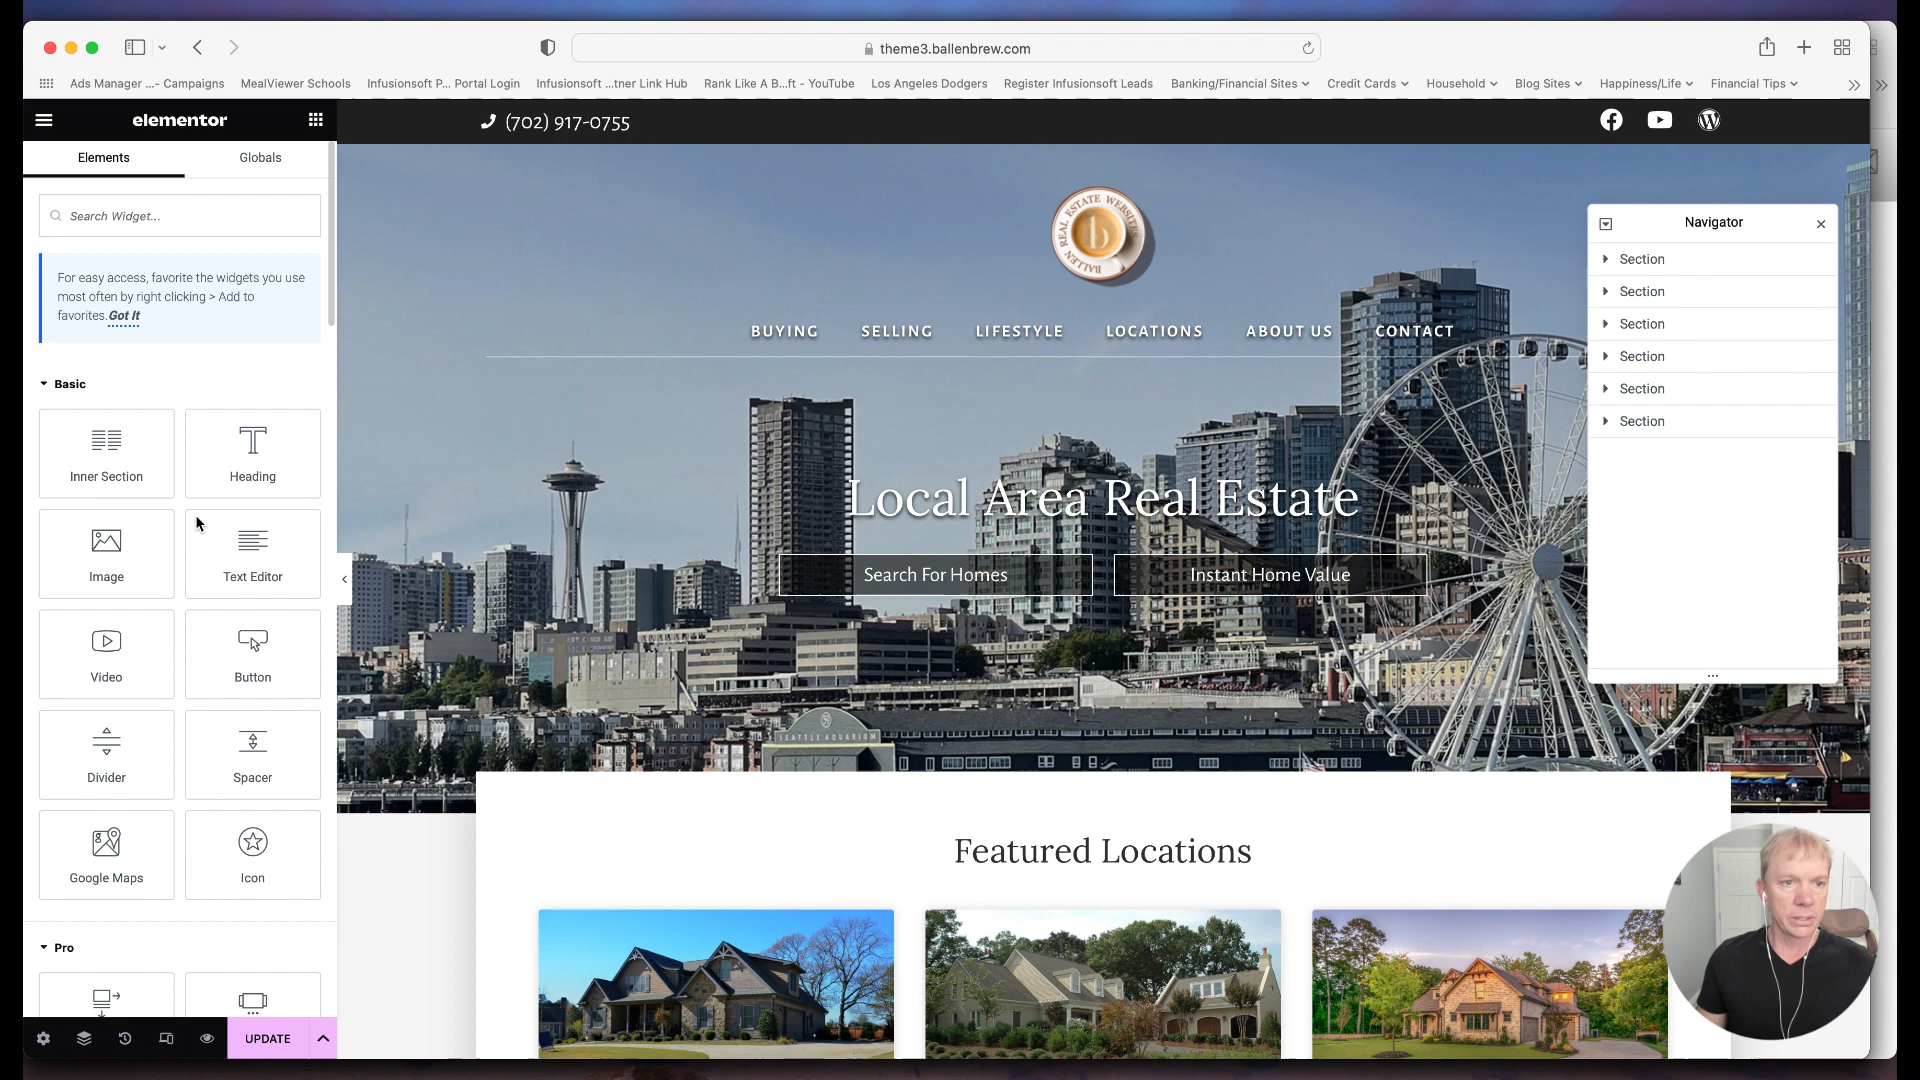 theme3.ballenbrew.com
Ads Manager ...- Campaigns
MealViewer Schools
Infusionsoft P... Portal Login
Infusionsoft ...tner Link Hub
Rank Like A B...ft - YouTube
Los Angeles Dodgers
Register Infusionsoft Leads
Banking/Financial Sites
Credit Cards
Household
Blog Sites
Happiness/Life
Financial Tips
elementor
(702) 917-0755
Elements
Globals
Search Widget...
For easy access, favorite the widgets you use
most often by right clicking > Add to
favorites. Got It
Basic
Inner Section
Heading
Image
Text Editor
Video
Button
Divider
Spacer
Google Maps
Icon
Pro
UPDATE
REAL ESTATE WEBSITES
BALLEN
b
BUYING
SELLING
LIFESTYLE
LOCATIONS
ABOUT US
CONTACT
Local Area Real Estate
Search For Homes
Instant Home Value
SEATTLE AQUARIUM
Featured Locations
Navigator
Section
Section
Section
Section
Section
Section